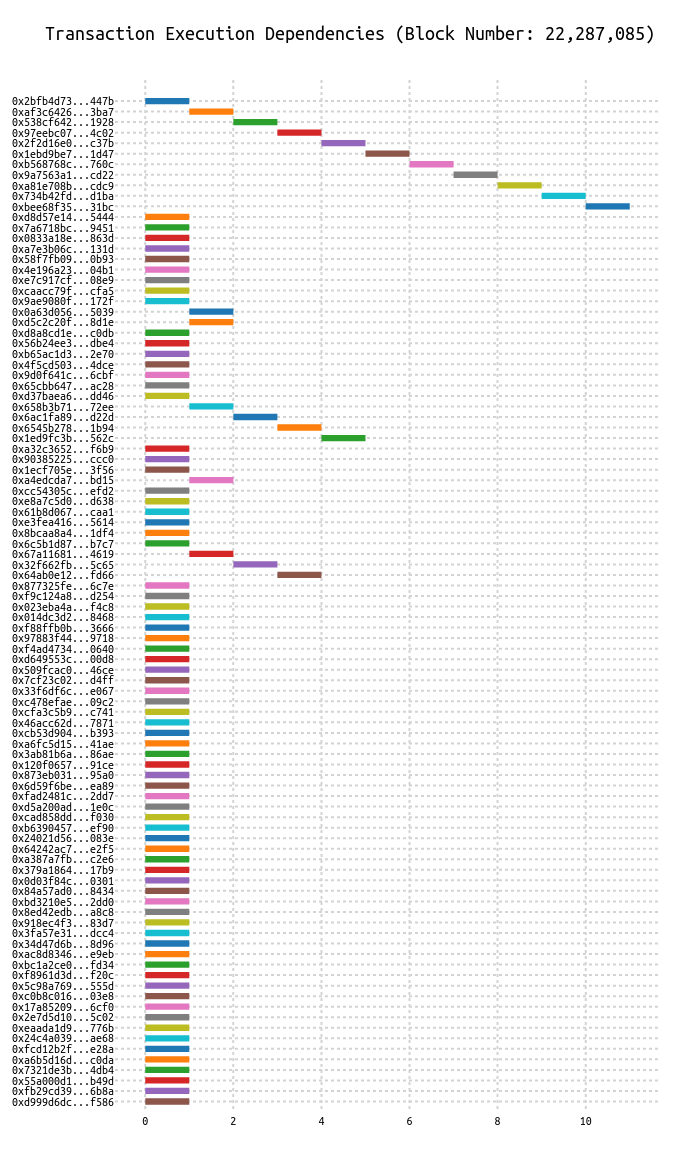 Transaction Execution Dependencies (Block Number: 22,287,085)
0x2bfb4d73...447b
0xaf3c6426...3ba7
0x538cf642...1928
0x97eebc07...4c02
0x2f2d16e0...c37b
0x1ebd9be7...1d47
0xb568768c...760c
0x9a7563a1...cd22
0xa81e708b...cdc9
0x734b42fd...d1ba
0xbee68f35...31bc
0xd8d57e14...5444
0x7a6718bc...9451
0x0833a18e...863d
0xa7e3b06c...131d
0x58f7fb09...0b93
0x4e196a23...04b1
0xe7c917cf...08e9
0xcaacc79f...cfa5
0x9ae9080f...172f
0x0a63d056...5039
0xd5c2c20f...8d1e
0xd8a8cd1e...c0db
0x56b24ee3...dbe4
0xb65ac1d3...2e70
0x4f5cd503...4dce
0x9d0f641c...6cbf
0x65cbb647...ac28
0xd37baea6...dd46
0x658b3b71...72ee
0x6ac1fa89...d22d
0x6545b278...1b94
0x1ed9fc3b...562c
0xa32c3652...f6b9
0x90385225...ccc0
0x1ecf705e...3f56
0xa4edcda7...bd15
0xcc54305c...efd2
0xe8a7c5d0...d638
0x61b8d067...caa1
0xe3fea416...5614
0x8bcaa8a4...1df4
0x6c5b1d87...b7c7
0x67a11681...4619
0x32f662fb...5c65
0x64ab0e12...fd66
0x877325fe...6c7e
0xf9c124a8...d254
0x023eba4a...f4c8
0x014dc3d2...8468
0xf88ffb0b...3666
0x97883f44...9718
0xf4ad4734...0640
0xd649553c...00d8
0x509fcac0...46ce
0x7cf23c02...d4ff
0x33f6df6c...e067
0xc478efae...09c2
0xcfa3c5b9...c741
0x46acc62d...7871
0xcb53d904...b393
0xa6fc5d15...41ae
0x3ab81b6a...86ae
0x120f0657...91ce
0x873eb031...95a0
0x6d59f6be...ea89
0xfad2481c...2dd7
0xd5a200ad...1e0c
0xcad858dd...f030
0xb6390457...ef90
0x24021d56...083e
0x64242ac7...e2f5
0xa387a7fb...c2e6
0x379a1864...17b9
0x0d03f84c...0301
0x84a57ad0...8434
0xbd3210e5...2dd0
0x8ed42edb...a8c8
0x918ec4f3...83d7
0x3fa57e31...dcc4
0x34d47d6b...8d96
0xac8d8346...e9eb
0xbc1a2ce0...fd34
0xf8961d3d...f20c
0x5c98a769...555d
0xc0b8c016...03e8
0x17a85209...6cf0
0x2e7d5d10...5c02
0xeaada1d9...776b
0x24c4a039...ae68
0xfcd12b2f...e28a
0xa6b5d16d...c0da
0x7321de3b...4db4
0x55a000d1...b49d
0xfb29cd39...6b8a
0xd999d6dc...f586
0 2 4 6 8 10